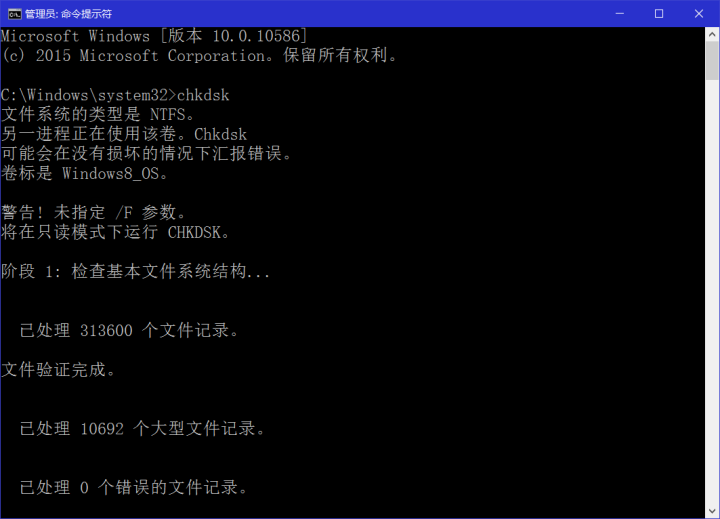 管理员: 命令提示符
Microsoft Windows [版本 10.0.10586]
(c) 2015 Microsoft Corporation。保留所有权利。
C:\Windows\system32>chkdsk
文件系统的类型是 NTFS。
另一进程正在使用该卷。Chkdsk
可能会在没有损坏的情况下汇报错误。
卷标是 Windows8_OS。
警告! 未指定 /F 参数。
将在只读模式下运行 CHKDSK。
阶段 1: 检查基本文件系统结构...
已处理 313600 个文件记录。
文件验证完成。
已处理 10692 个大型文件记录。
已处理 0 个错误的文件记录。